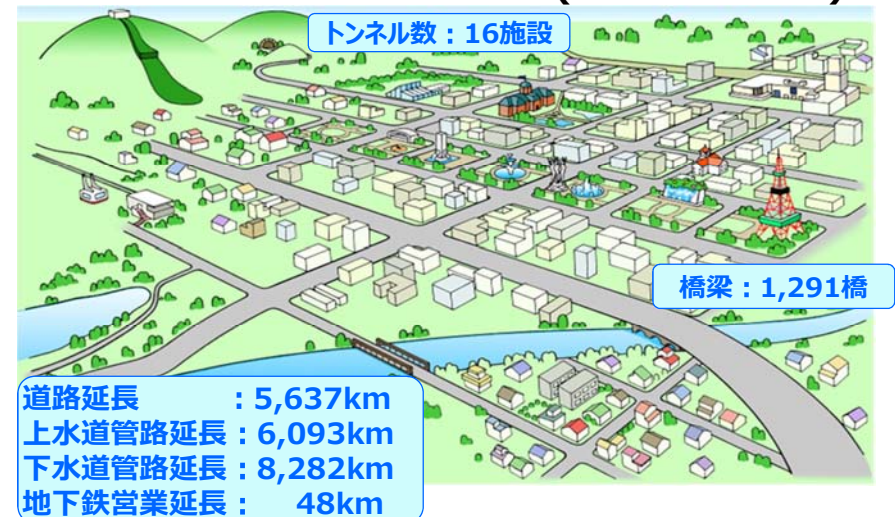 トンネル数：16施設
橋梁：1,291橋
道路延長　　　：5,637km
上水道管路延長：6,093km
下水道管路延長：8,282km
地下鉄営業延長：　48km